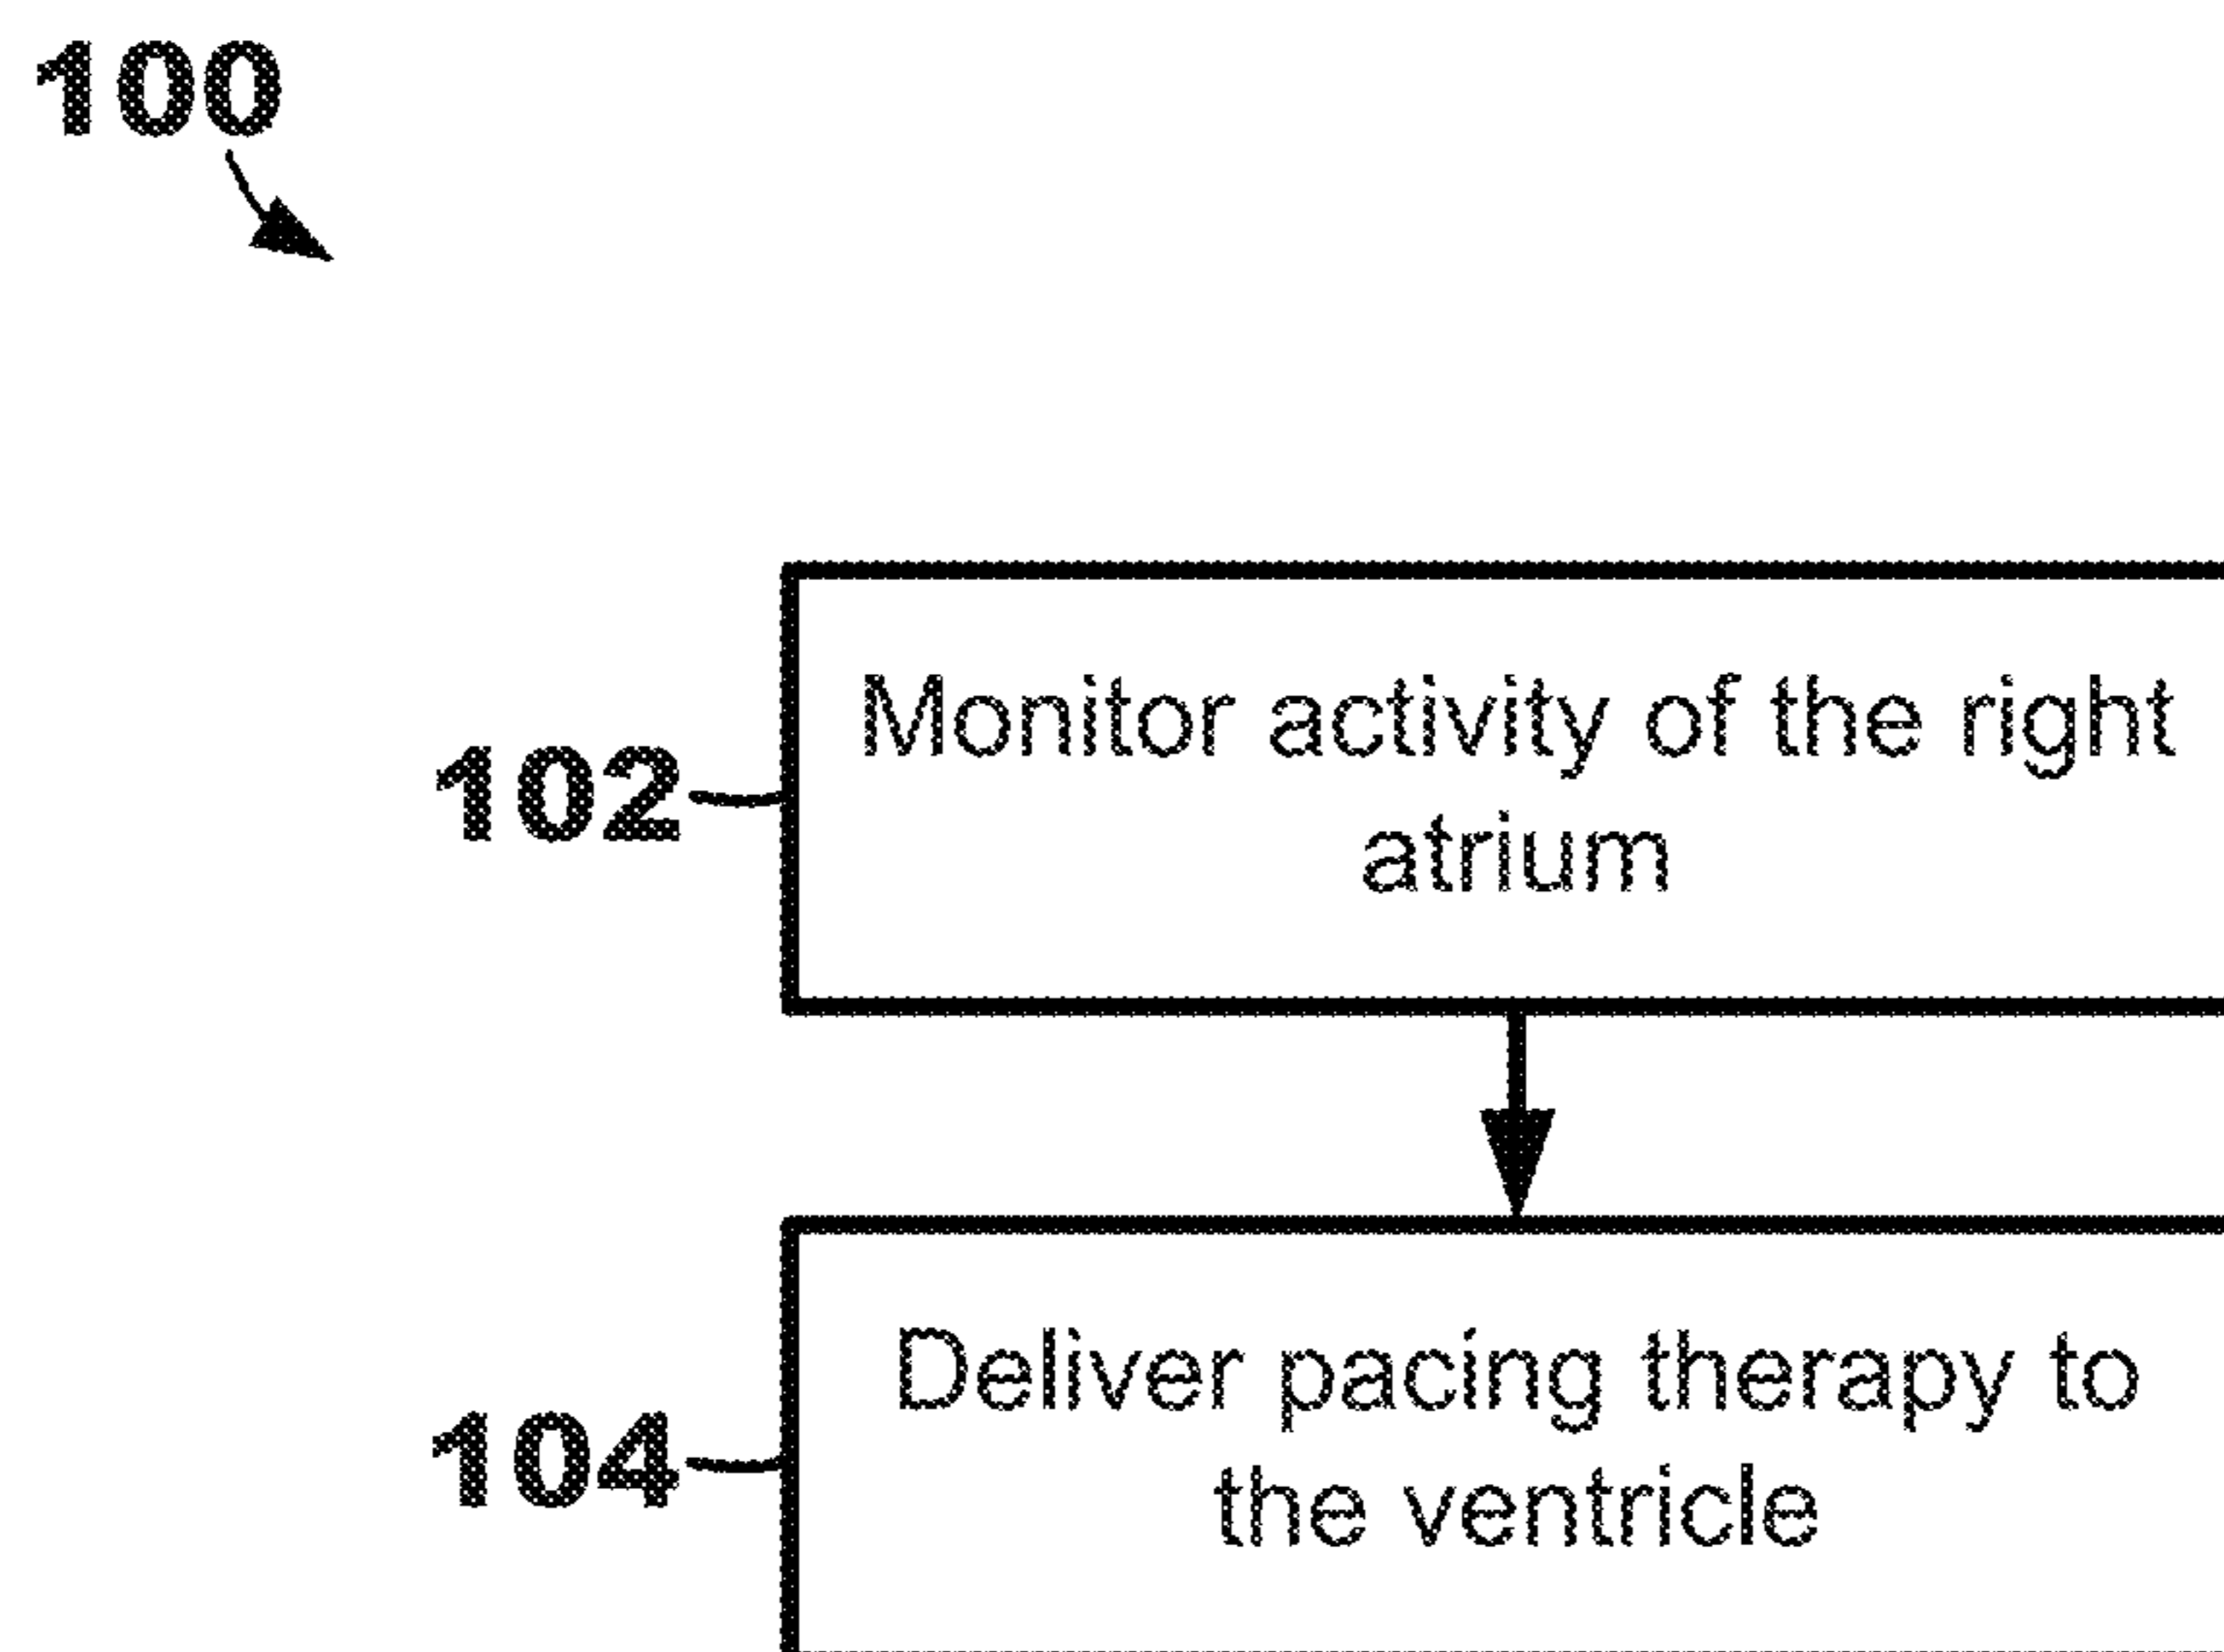 100
102
Monitor activity of the right
atrium
104
Deliver pacing therapy to
the ventricle